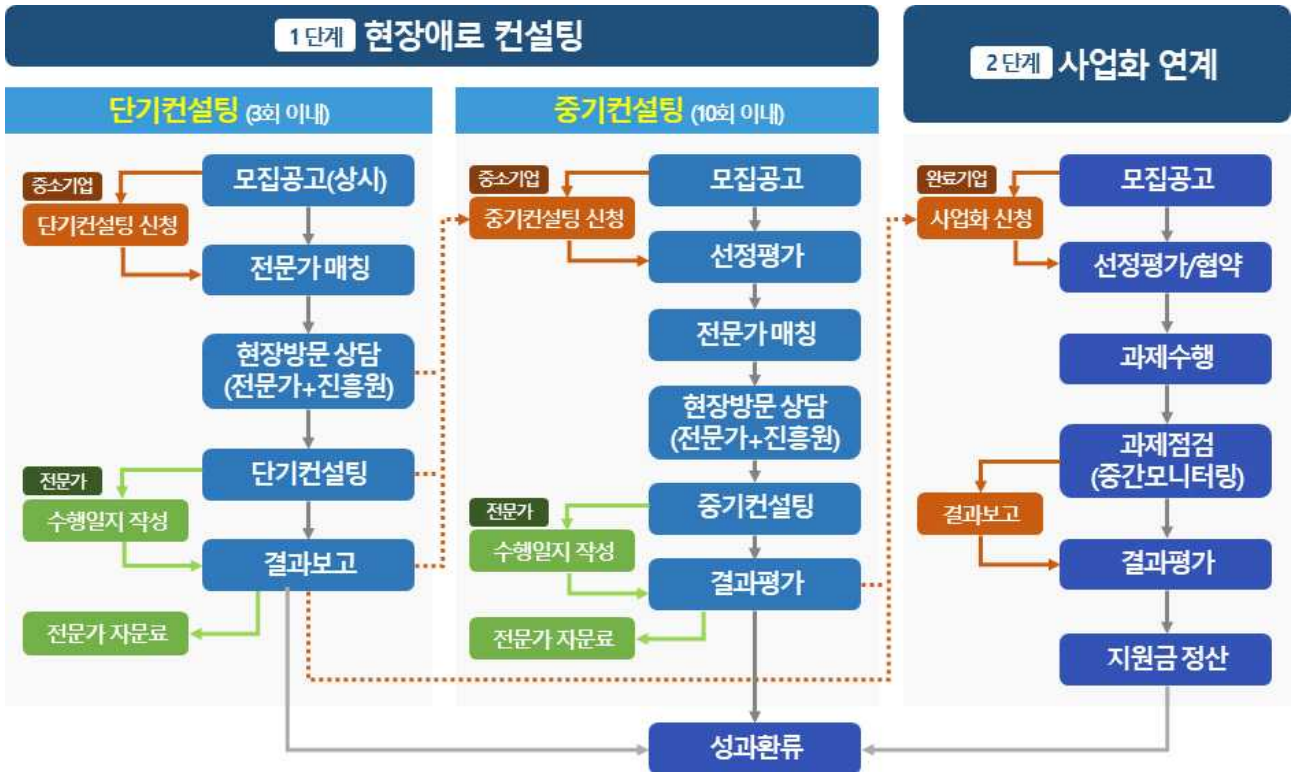 1 단계 현장애로 컨설팅
단기컨설팅 (3회 이내)
중소기업
모집공고(상시)
단기컨설팅 신청
전문가 매칭
현장방문 상담
(전문가+진흥원)
전문가
단기컨설팅
수행일지 작성
결과보고
전문가 자문료
중기컨설팅 (10회 이내)
중소기업
모집공고
중기컨설팅 신청
선정평가
전문가 매칭
현장방문 상담
(전문가+진흥원)
전문가
중기컨설팅
수행일지 작성
결과평가
전문가 자문료
2 단계 사업화 연계
완료기업
모집공고
사업화 신청
선정평가/협약
과제수행
과제점검
(중간모니터링)
결과보고
결과평가
지원금 정산
성과환류